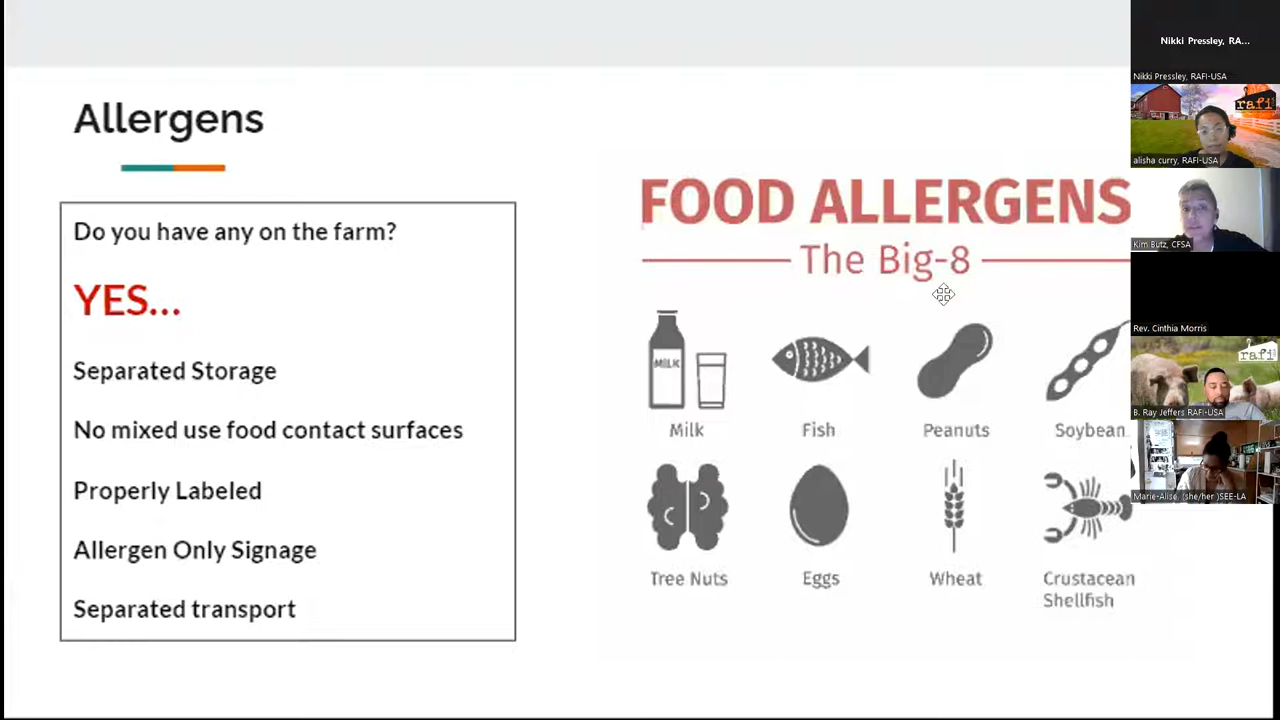 Allergens
Do you have any on the farm?
YES...
Separated Storage
No mixed use food contact surfaces
Properly Labeled
Allergen Only Signage
Separated transport
FOOD ALLERGENS
The Big-8
MILK
Milk
Fish
Peanuts
Soybean
Tree Nuts
Eggs
Wheat
Crustacean
Shellfish
Nikki Pressley, RA...
Nikki Pressley, RAFI-USA
rafi
alisha curry, RAFI-USA
Kim Butz, CFSA
Rev. Cinthia Morris
rafi
B. Ray Jeffers RAFI-USA
Marie-Alise, (she/her )SEE-LA